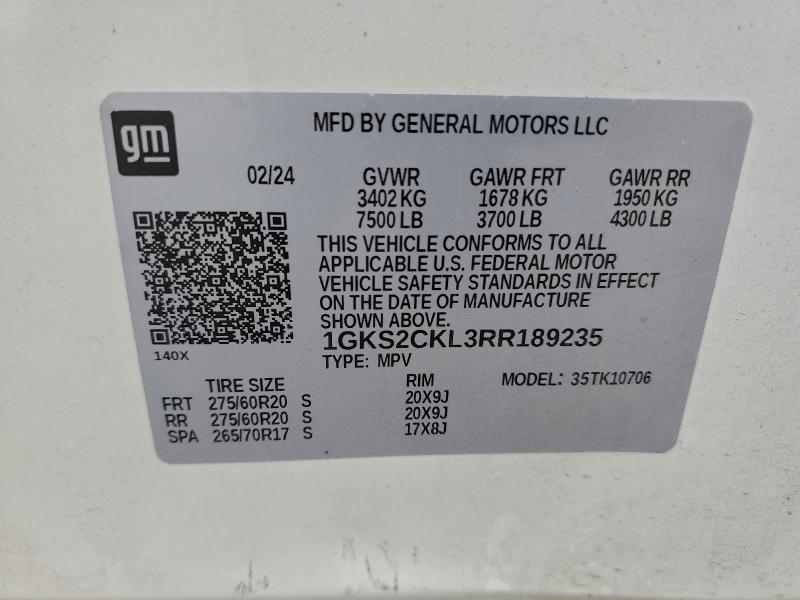 gm
MFD BY GENERAL MOTORS LLC
02/24 GVWR GAWR FRT GAWR RR
3402 KG 1678 KG 1950 KG
7500 LB 3700 LB 4300 LB
THIS VEHICLE CONFORMS TO ALL
APPLICABLE U.S. FEDERAL MOTOR
VEHICLE SAFETY STANDARDS IN EFFECT
ON THE DATE OF MANUFACTURE
SHOWN ABOVE.
1GKS2CKL3RR189235
140X
TYPE: MPV
TIRE SIZE RIM MODEL: 35TK10706
FRT 275/60R20 S 20X9J
RR 275/60R20 S 20X9J
SPA 265/70R17 S 17X8J